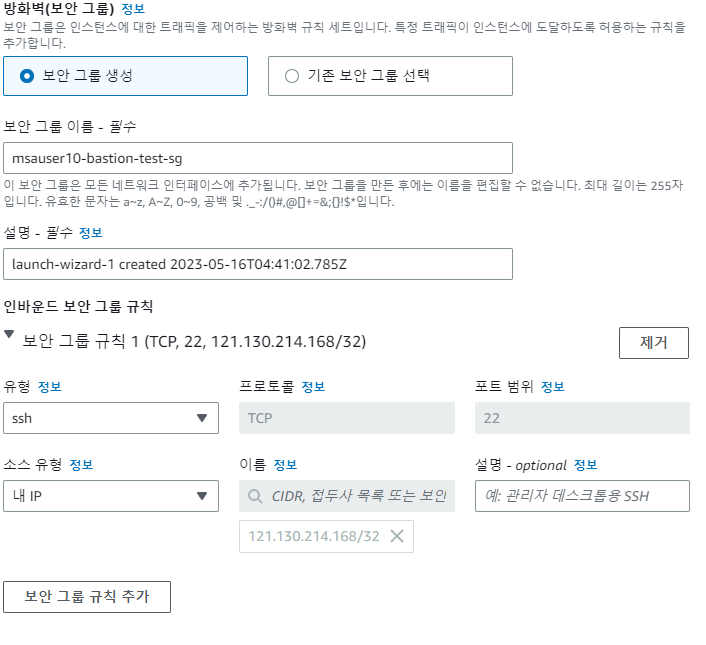 방화벽(보안 그룹) 정보
보안 그룹은 인스턴스에 대한 트래픽을 제어하는 방화벽 규칙 세트입니다. 특정 트래픽이 인스턴스에 도달하도록 허용하는 규칙을
추가합니다.
보안 그룹 생성 기존 보안 그룹 선택
보안 그룹 이름 - 필수
msauser10-bastion-test-sg
이 보안 그룹은 모든 네트워크 인터페이스에 추가됩니다. 보안 그룹을 만든 후에는 이름을 편집할 수 없습니다. 최대 길이는 255자
입니다. 유효한 문자는 a~z, A~Z, 0~9, 공백 및 ._-:/()#,@[]+=&;{}!$*입니다.
설명 - 필수 정보
launch-wizard-1 created 2023-05-16T04:41:02.785Z
인바운드 보안 그룹 규칙
보안 그룹 규칙 1 (TCP, 22, 121.130.214.168/32) 제거
유형 정보 프로토콜 정보 포트 범위 정보
ssh TCP 22
소스 유형 정보 이름 정보 설명 - optional 정보
내 IP CIDR, 접두사 목록 또는 보안 예: 관리자 데스크톱용 SSH
121.130.214.168/32
보안 그룹 규칙 추가